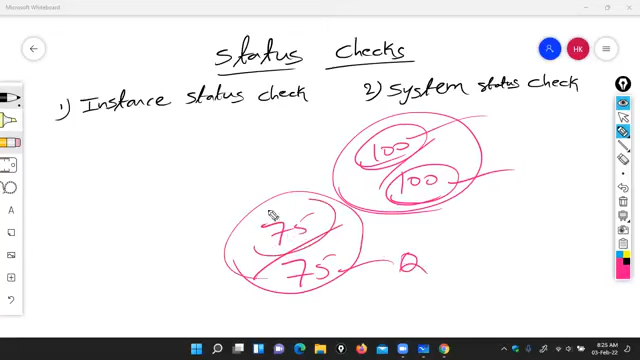 Microsoft Whiteboard
HK
Status Checks
1) Instance status check
2) System status check
100
100
75
75
Q
8:25 AM
03-Feb-22